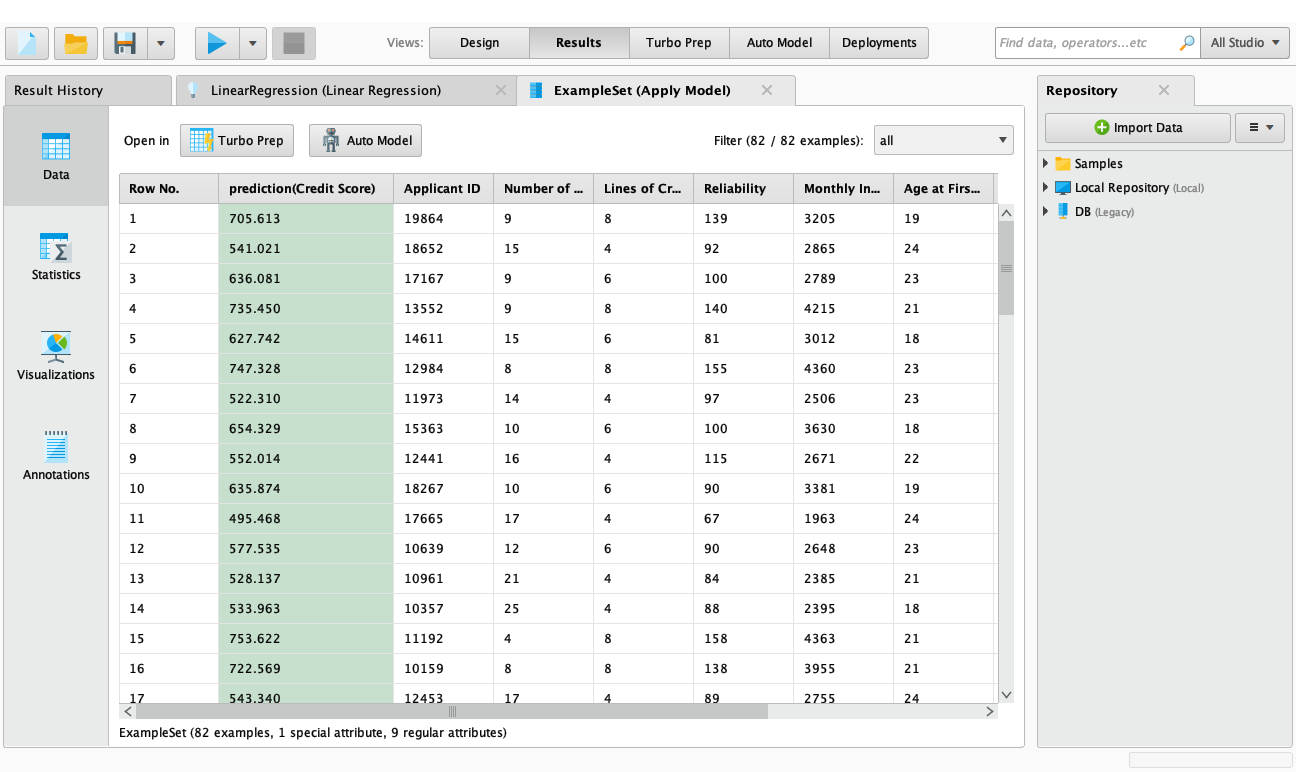 Views: Design Results Turbo Prep Auto Model Deployments Find data, operators...etc All Studio
Result History LinearRegression (Linear Regression) ExampleSet (Apply Model) Repository
Data
Statistics
Visualizations
Annotations
Open in Turbo Prep Auto Model Filter (82 / 82 examples): all
Row No. prediction(Credit Score) Applicant ID Number of ... Lines of Cr... Reliability Monthly In... Age at Firs...
1 705.613 19864 9 8 139 3205 19
2 541.021 18652 15 4 92 2865 24
3 636.081 17167 9 6 100 2789 23
4 735.450 13552 9 8 140 4215 21
5 627.742 14611 15 6 81 3012 18
6 747.328 12984 8 8 155 4360 23
7 522.310 11973 14 4 97 2506 23
8 654.329 15363 10 6 100 3630 18
9 552.014 12441 16 4 115 2671 22
10 635.874 18267 10 6 90 3381 19
11 495.468 17665 17 4 67 1963 24
12 577.535 10639 12 6 90 2648 23
13 528.137 10961 21 4 84 2385 21
14 533.963 10357 25 4 88 2395 18
15 753.622 11192 4 8 158 4363 21
16 722.569 10159 8 8 138 3955 21
17 543.340 12453 17 4 89 2755 24
ExampleSet (82 examples, 1 special attribute, 9 regular attributes)
Import Data
Samples
Local Repository (Local)
DB (Legacy)